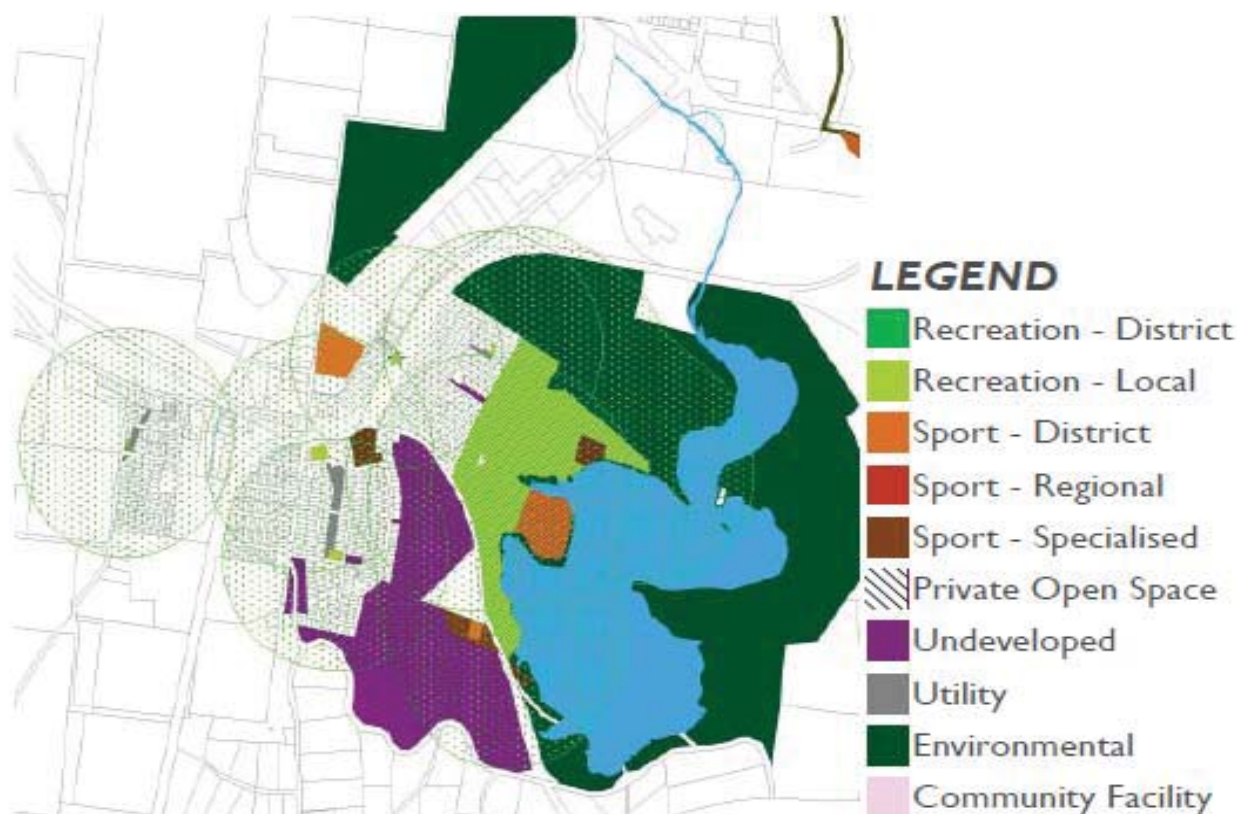 LEGEND
Recreation - District
Recreation - Local
Sport - District
Sport - Regional
Sport - Specialised
Private Open Space
Undeveloped
Utility
Environmental
Community Facility